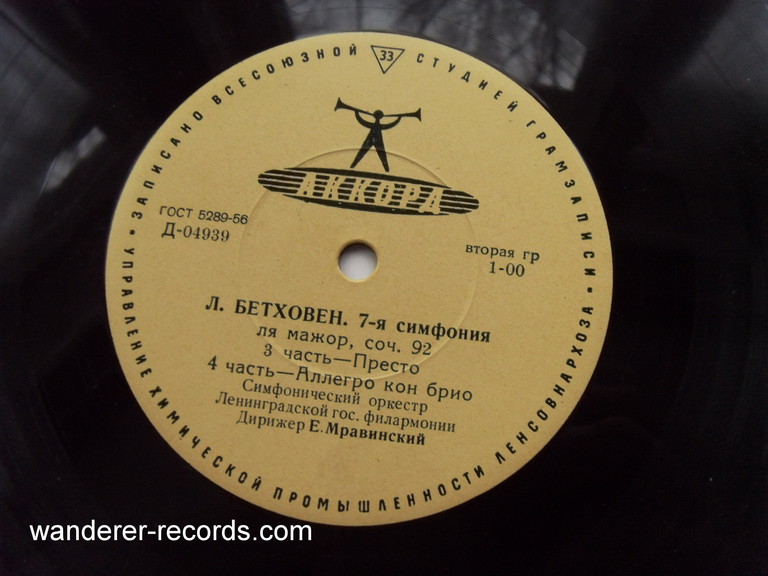 ЗАПИСАНО ВСЕСОЮЗНОЙ 33 СТУДИЕЙ ГРАМЗАПИСИ
АККОРД
ГОСТ 5289-56
Д-04939
вторая гр
1-00
Л. БЕТХОВЕН. 7-я симфония
ля мажор, соч. 92
3 часть—Престо
4 часть—Аллегро кон брио
Симфонический оркестр
Ленинградской гос. филармонии
Дирижер Е. Мравинский
• УПРАВЛЕНИЕ ХИМИЧЕСКОЙ ПРОМЫШЛЕННОСТИ ЛЕНСОВНАРХОЗА •
wanderer-records.com